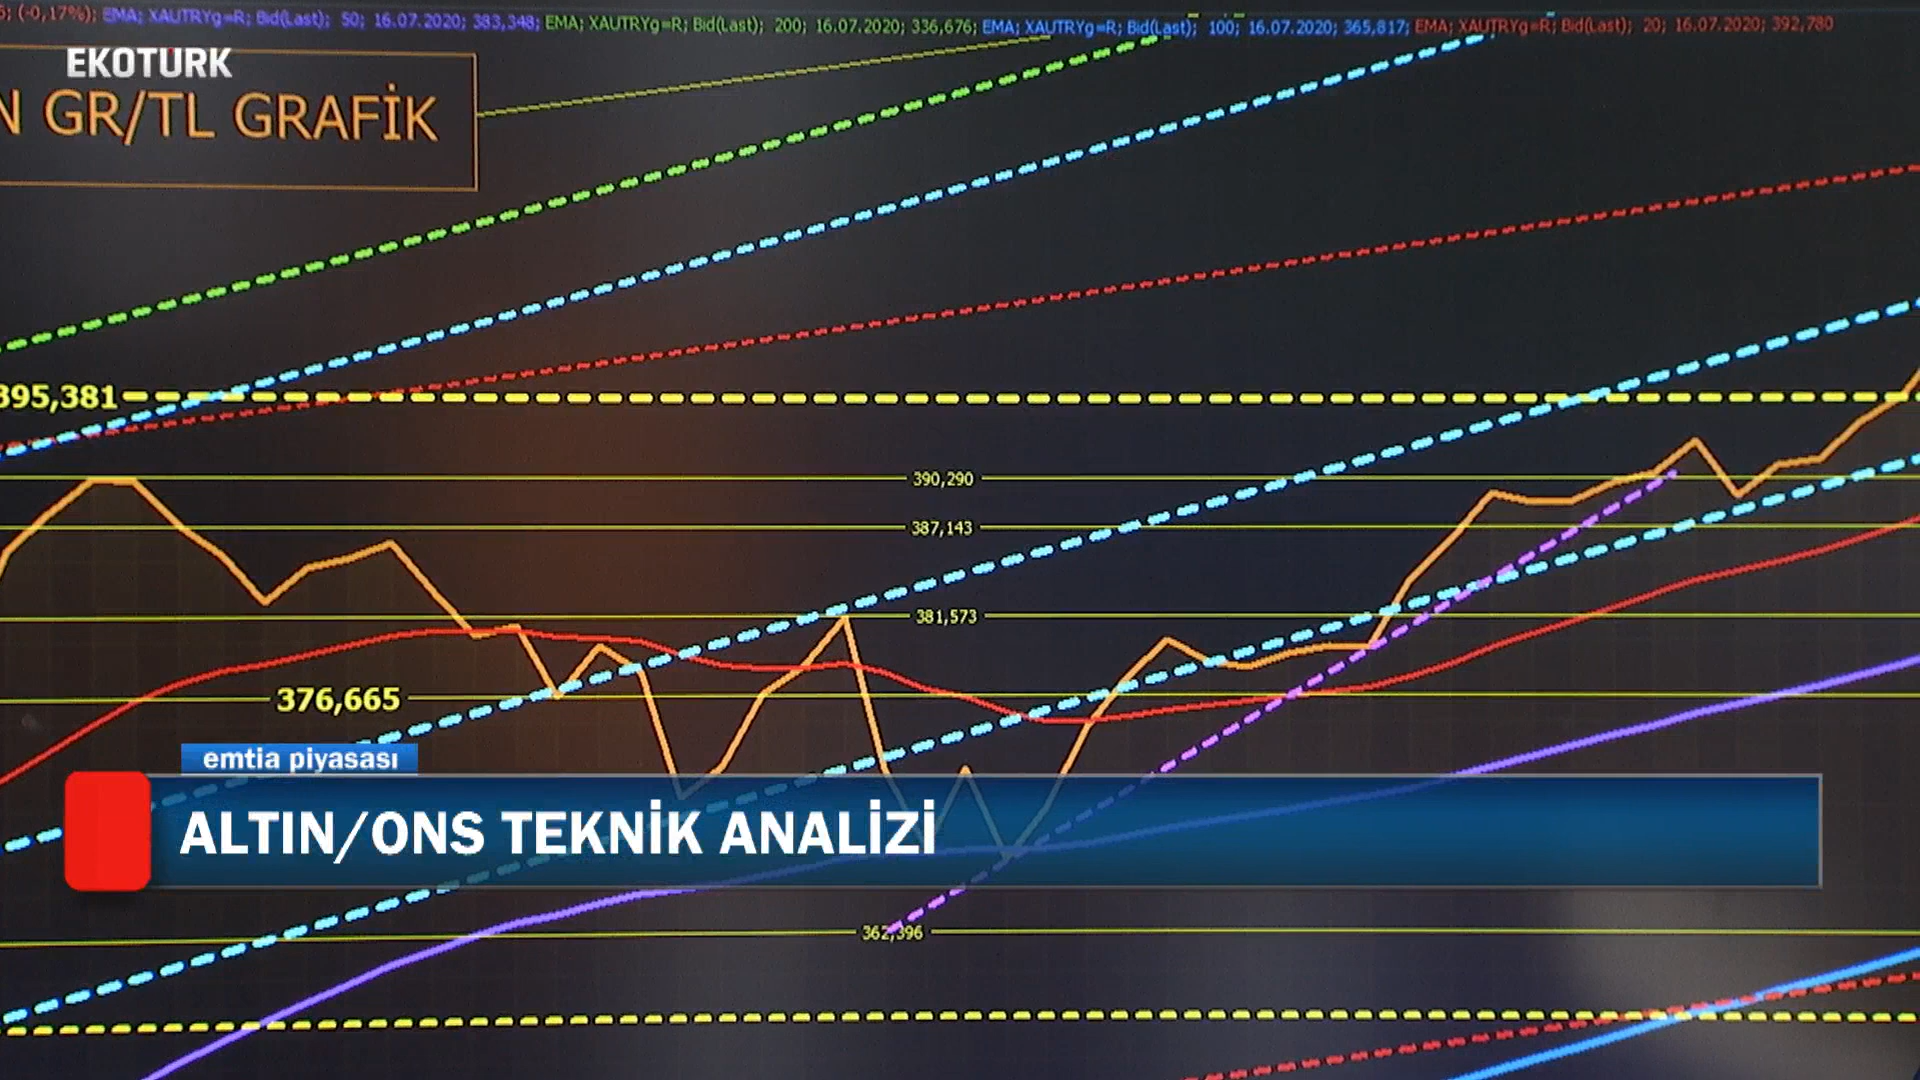 (-0,17%); EMA; XAUTRYg=R; Bid(Last); 50; 16.07.2020; 383,348; EMA; XAUTRYg=R; Bid(Last); 200; 16.07.2020; 336,676; EMA; XAUTRYg=R; Bid(Last); 100; 16.07.2020; 365,817; EMA; XAUTRYg=R; Bid(Last); 20; 16.07.2020; 392,780
EKOTÜRK
N GR/TL GRAFİK
395,381
390,290
387,143
381,573
376,665
emtia piyasası
ALTIN/ONS TEKNİK ANALİZİ
362,396